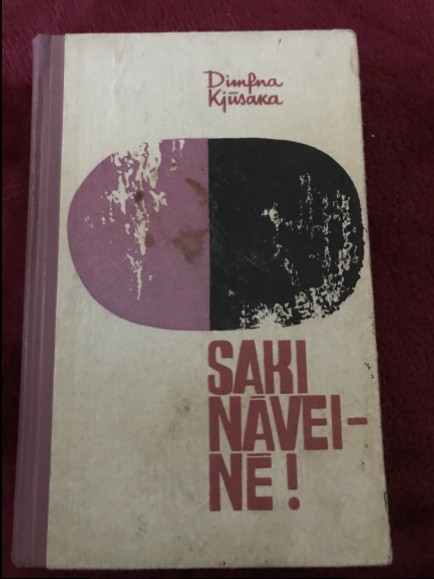 Dimfna
Kjūsaka
SAKI
NĀVEI-
NĒ!